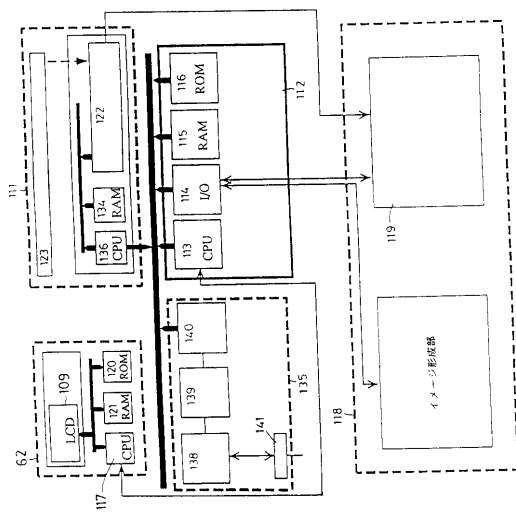 62
109
LCD
120
ROM
121
RAM
117
CPU
111
123
122
134
RAM
136
CPU
116
ROM
115
RAM
114
I/O
113
CPU
112
140
139
138
141
135
118
119
イメージ形成部